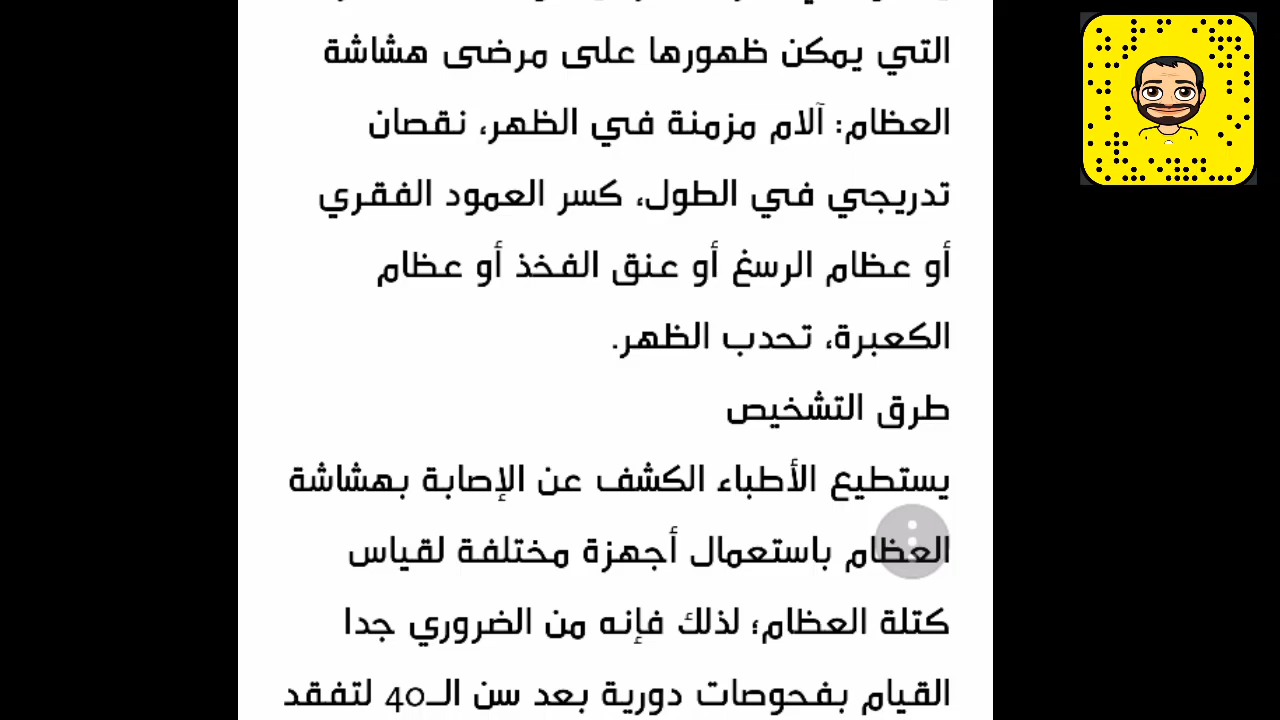 التي يمكن ظهورها على مرضى هشاشة
العظام: آلام مزمنة في الظهر، نقصان
تدريجي في الطول، كسر العمود الفقري
أو عظام الرسغ أو عنق الفخذ أو عظام
الكعبرة، تحدب الظهر.
طرق التشخيص
يستطيع الأطباء الكشف عن الإصابة بهشاشة
العظام باستعمال أجهزة مختلفة لقياس
كتلة العظام؛ لذلك فإنه من الضروري جدا
القيام بفحوصات دورية بعد سن الـ40 لتفقد